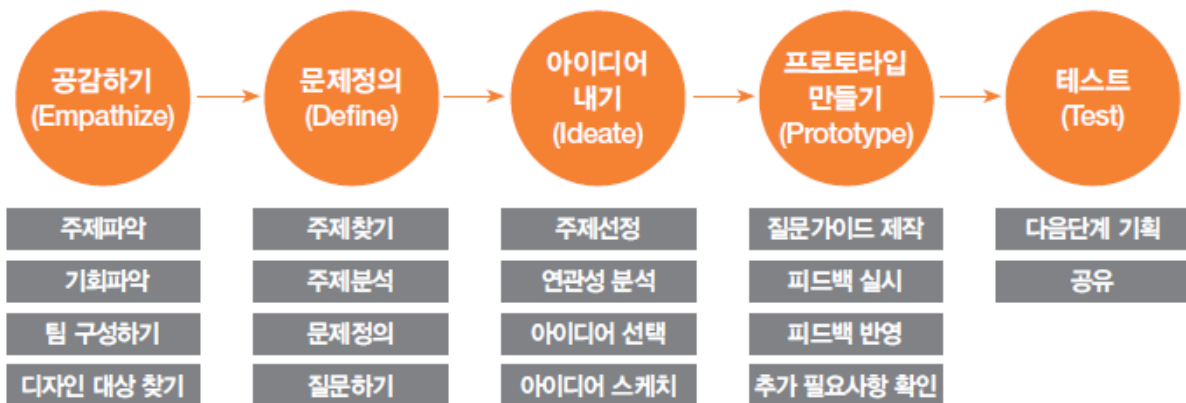 공감하기
(Empathize)
문제정의
(Define)
아이디어
내기
(Ideate)
프로토타입
만들기
(Prototype)
테스트
(Test)
주제파악
기회파악
팀 구성하기
디자인 대상 찾기
주제찾기
주제분석
문제정의
질문하기
주제선정
연관성 분석
아이디어 선택
아이디어 스케치
질문가이드 제작
피드백 실시
피드백 반영
추가 필요사항 확인
다음단계 기획
공유